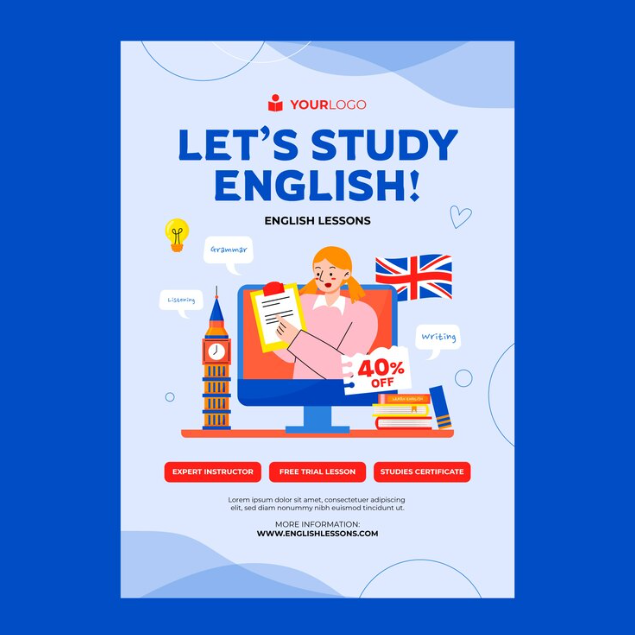 YOURLOGO
LET'S STUDY
ENGLISH!
ENGLISH LESSONS
Grammar
Listening
Writing
40%
OFF
EXPERT INSTRUCTOR
FREE TRIAL LESSON
STUDIES CERTIFICATE
Lorem ipsum dolor sit amet, consectetuer adipiscing
elit, sed diam nonummy nibh euismod tincidunt ut.
MORE INFORMATION:
WWW.ENGLISHLESSONS.COM